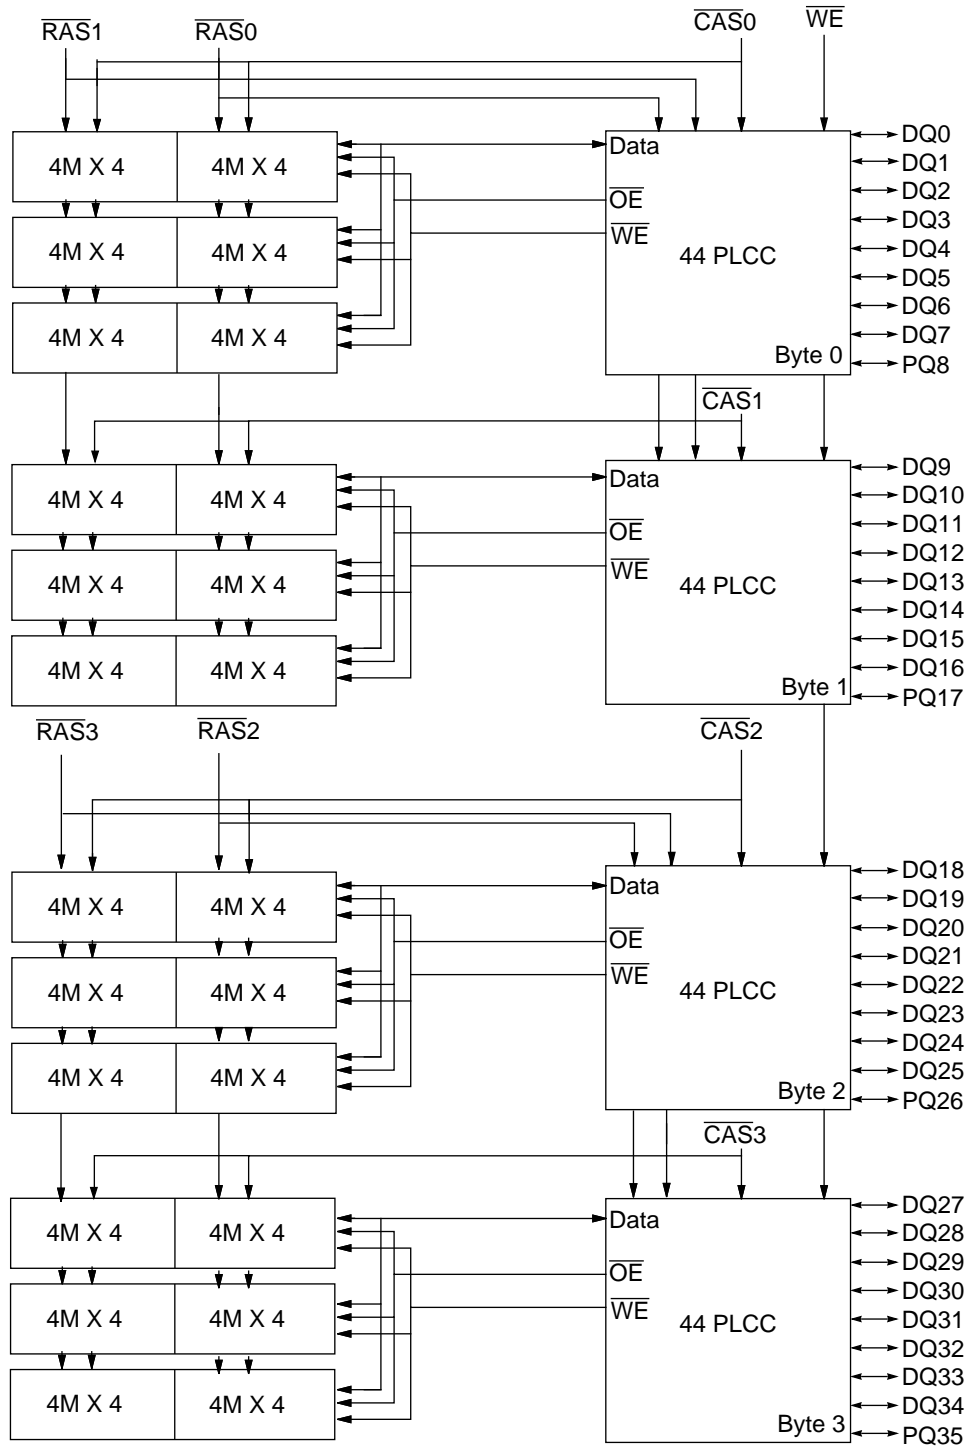 RAS1 RAS0 CAS0 WE
4M X 4 4M X 4 Data DQ0
DQ1
OE DQ2
4M X 4 4M X 4 WE DQ3
44 PLCC DQ4
DQ5
DQ6
4M X 4 4M X 4 DQ7
Byte 0 PQ8
CAS1
4M X 4 4M X 4 Data DQ9
DQ10
OE DQ11
DQ12
4M X 4 4M X 4 WE 44 PLCC DQ13
DQ14
DQ15
4M X 4 4M X 4 DQ16
Byte 1 PQ17
RAS3 RAS2 CAS2
4M X 4 4M X 4 Data DQ18
DQ19
OE DQ20
DQ21
4M X 4 4M X 4 WE 44 PLCC DQ22
DQ23
DQ24
4M X 4 4M X 4 DQ25
Byte 2 PQ26
CAS3
4M X 4 4M X 4 Data DQ27
DQ28
OE DQ29
DQ30
4M X 4 4M X 4 WE 44 PLCC DQ31
DQ32
DQ33
4M X 4 4M X 4 DQ34
Byte 3 PQ35